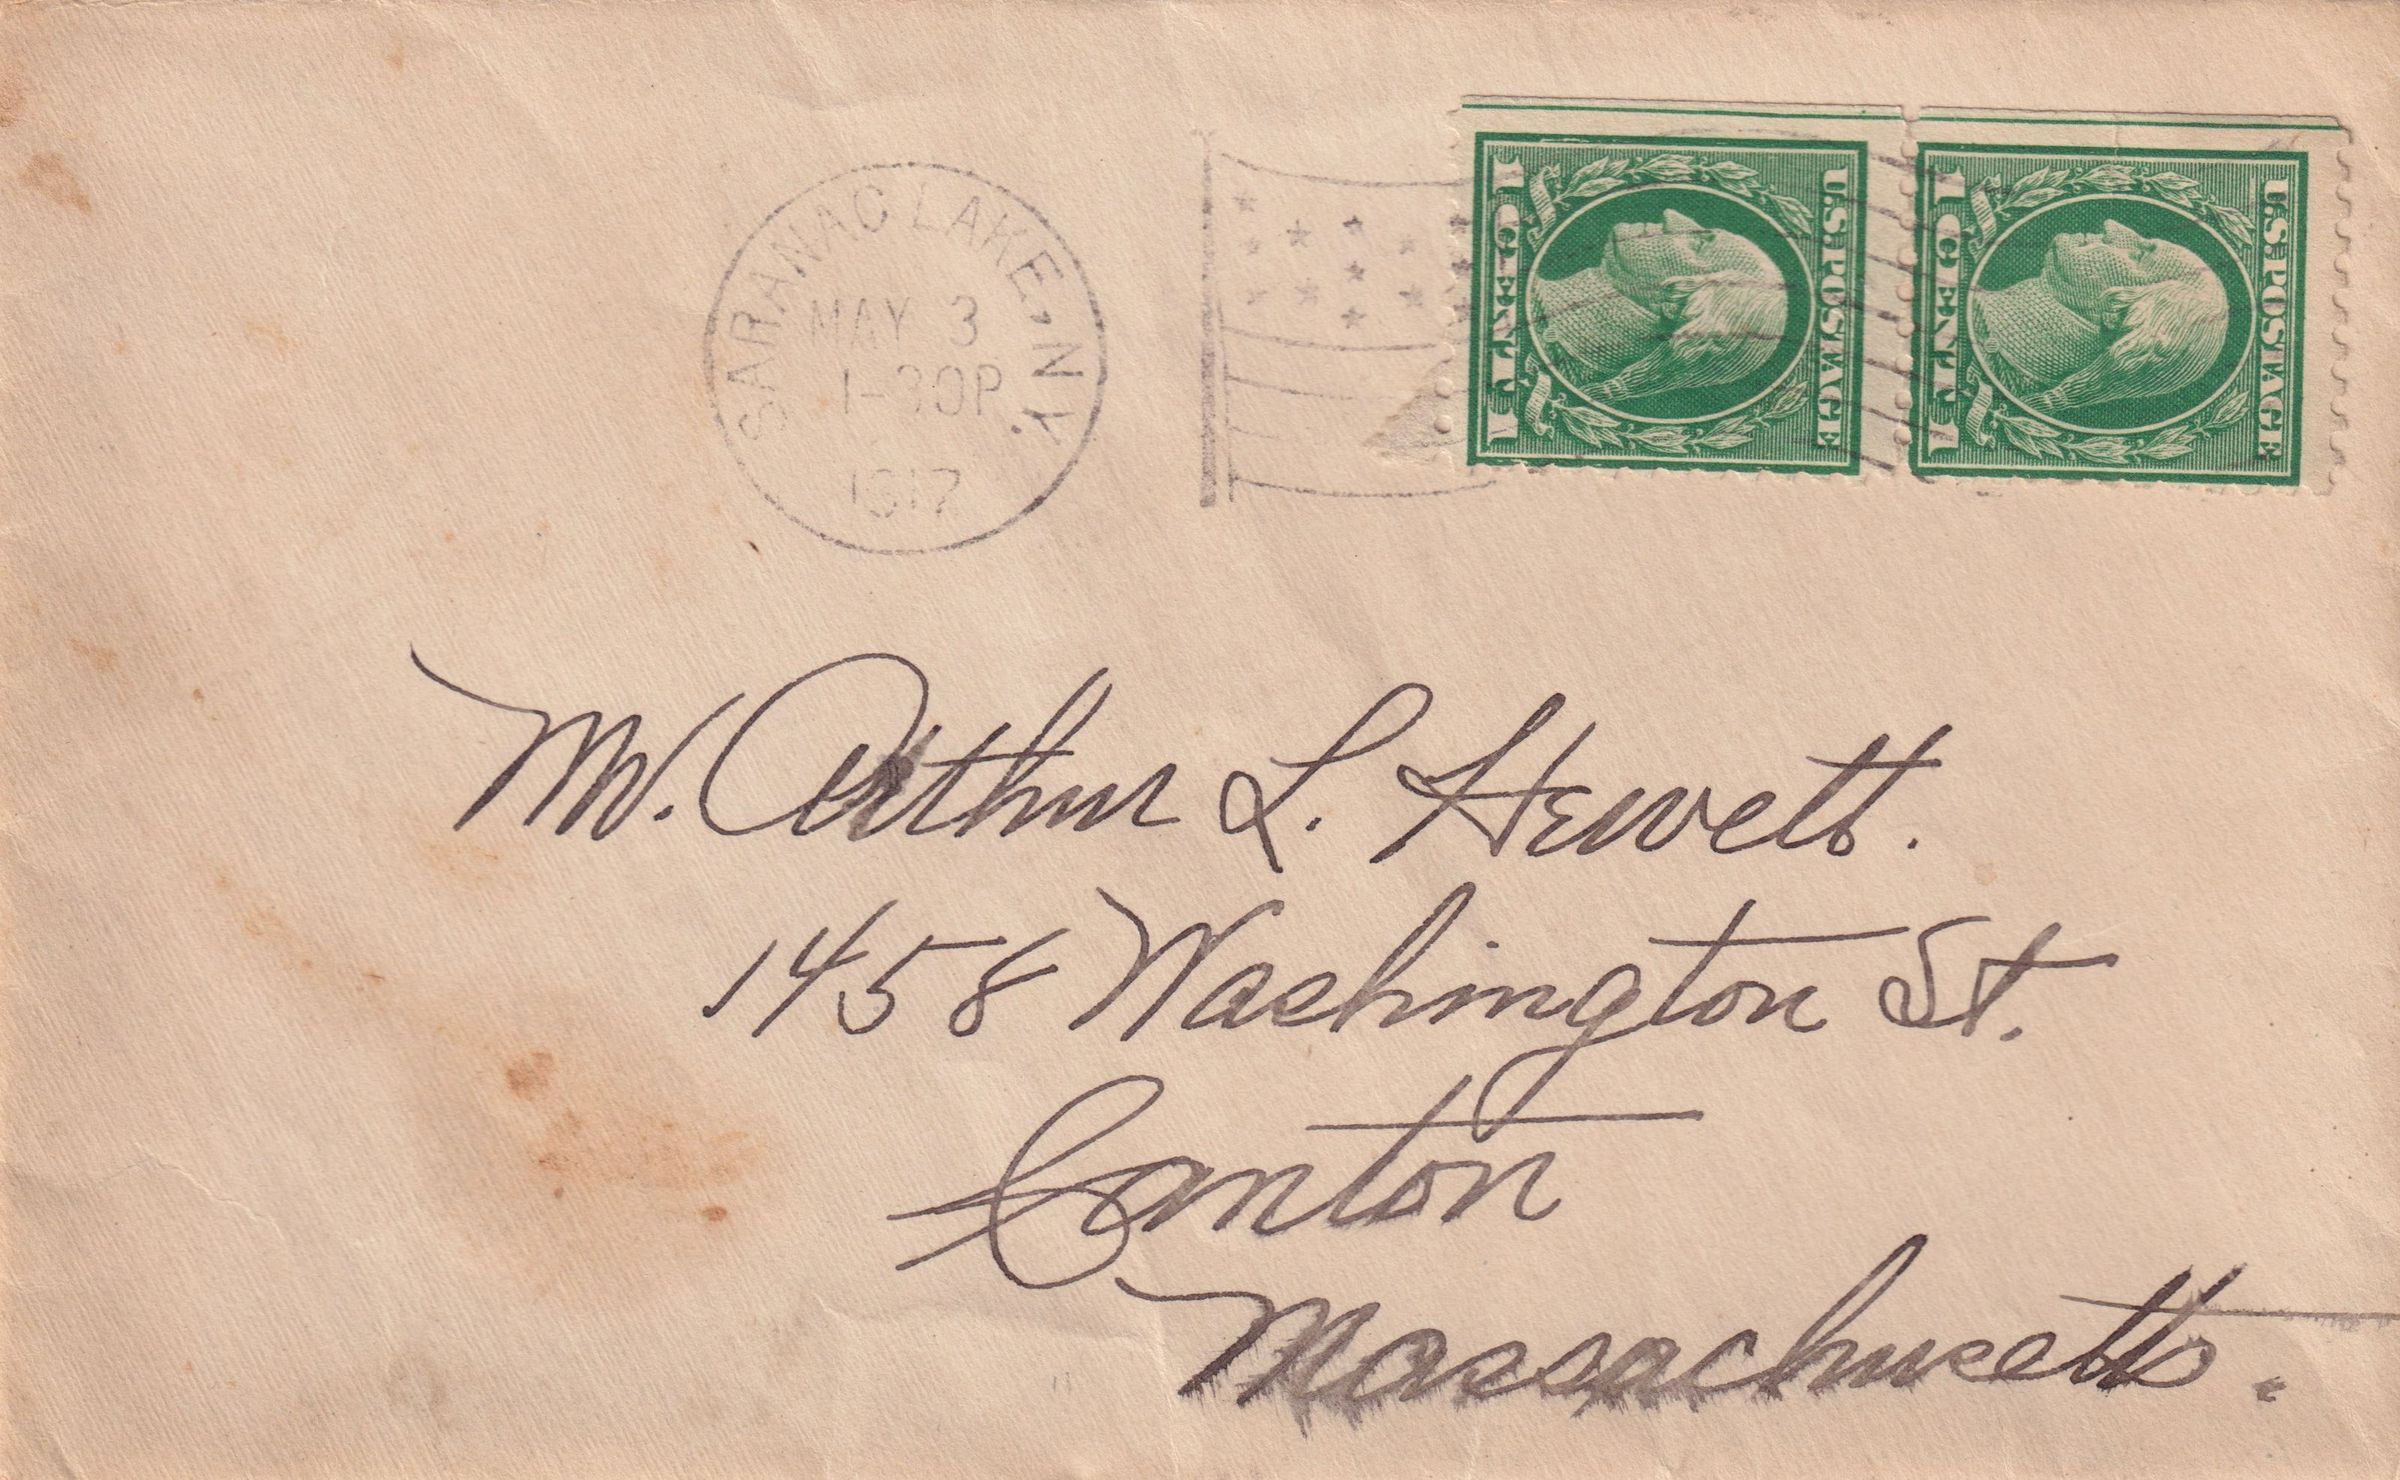 SARANAC LAKE. N.Y.
MAY 3
1-30P
1917
U.S. POSTAGE
1 CENT 1
U.S. POSTAGE
1 CENT 1
Mr. Arthur L. Hewett.
1458 Washington St.
Canton
Massachusetts.